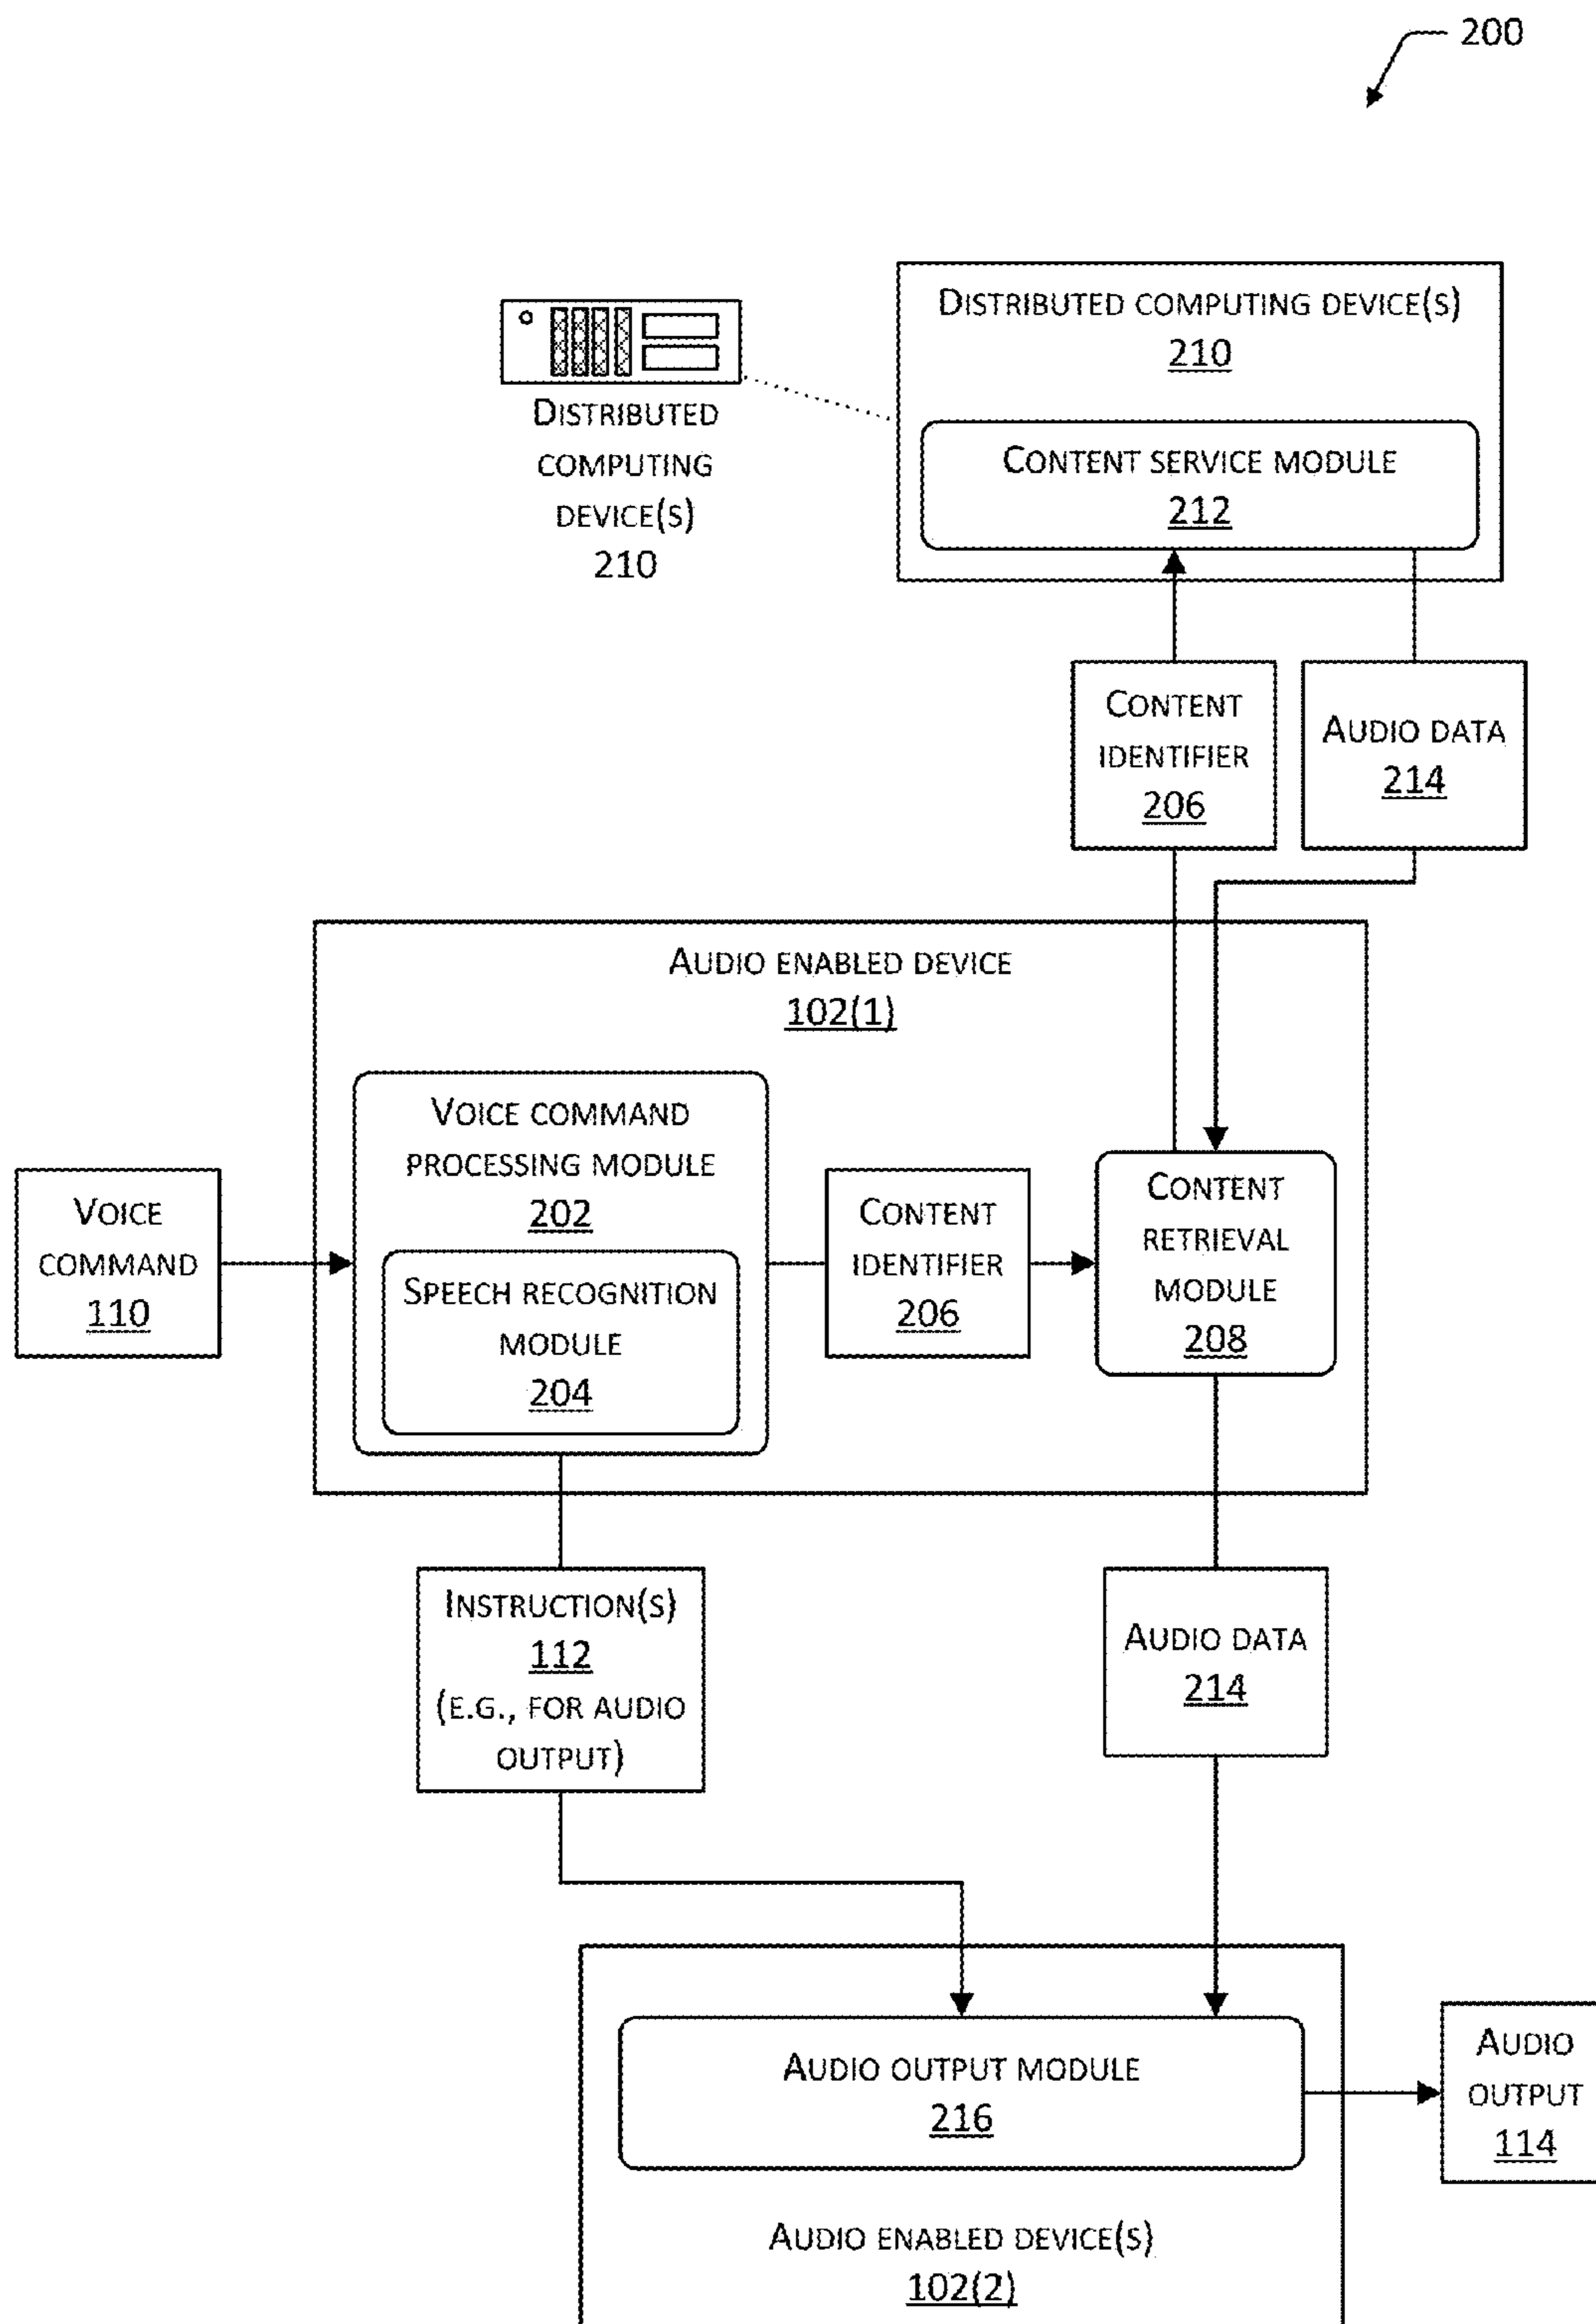 200
DISTRIBUTED COMPUTING DEVICE(S)
210
DISTRIBUTED
COMPUTING
DEVICE(S)
210
CONTENT SERVICE MODULE
212
CONTENT
IDENTIFIER
206
AUDIO DATA
214
AUDIO ENABLED DEVICE
102(1)
VOICE
COMMAND
110
VOICE COMMAND
PROCESSING MODULE
202
SPEECH RECOGNITION
MODULE
204
CONTENT
IDENTIFIER
206
CONTENT
RETRIEVAL
MODULE
208
INSTRUCTION(S)
112
(E.G., FOR AUDIO
OUTPUT)
AUDIO DATA
214
AUDIO OUTPUT MODULE
216
AUDIO
OUTPUT
114
AUDIO ENABLED DEVICE(S)
102(2)